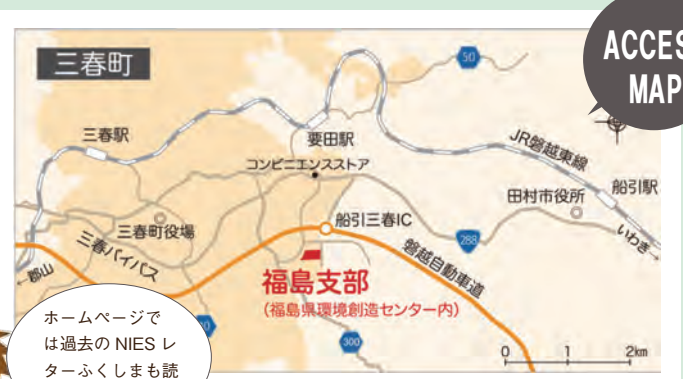 ACCES
MAP
三春町
50
三春駅
要田駅
JR磐越東線
コンビニエンスストア
船引駅
田村市役所
三春町役場
船引三春IC
いわき→
三春バイパス
288
磐越自動車道
←郡山
福島支部
(福島県環境創造センター内)
300
0 1 2km
ホームページで
は過去の NIES レ
ターふくしまも読